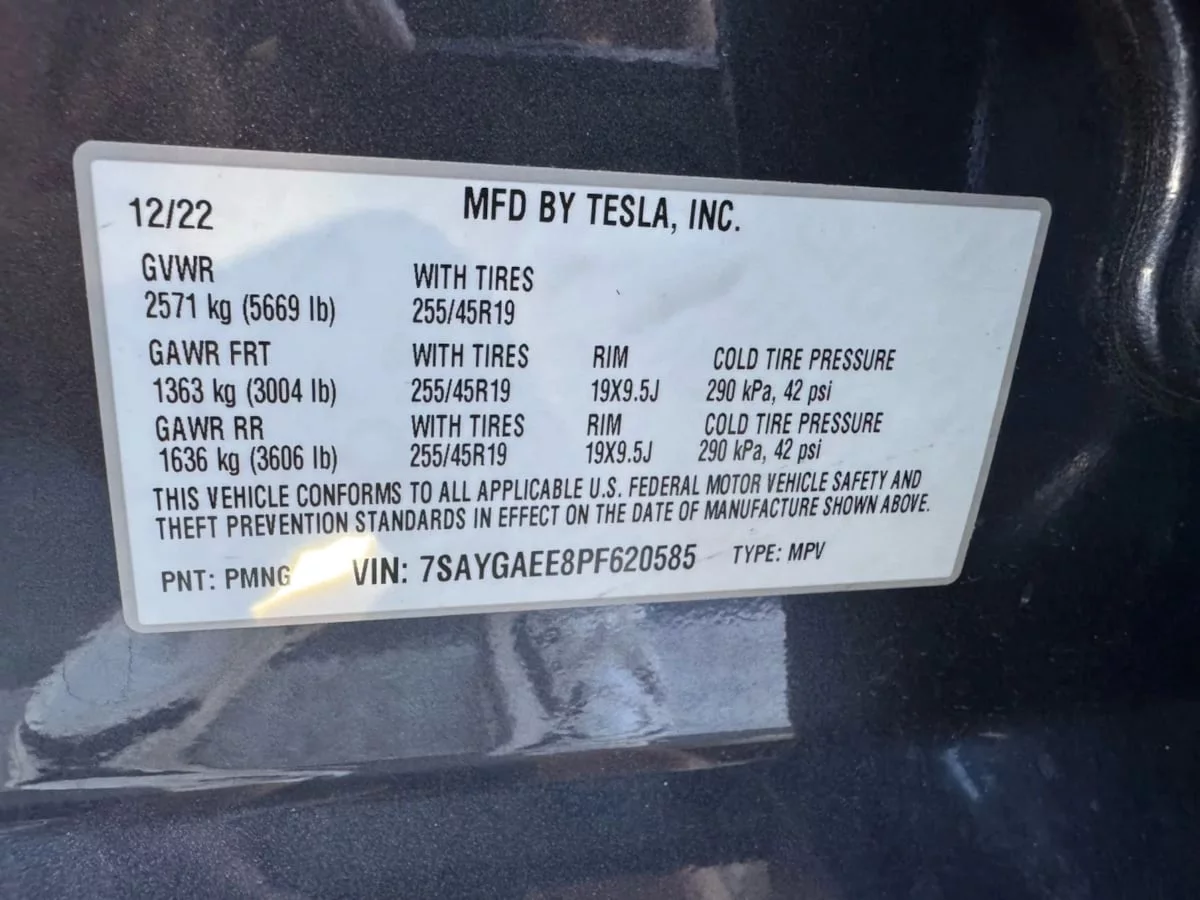 12/22 MFD BY TESLA, INC.
GVWR WITH TIRES
2571 kg (5669 lb) 255/45R19
GAWR FRT WITH TIRES RIM COLD TIRE PRESSURE
1363 kg (3004 lb) 255/45R19 19X9.5J 290 kPa, 42 psi
GAWR RR WITH TIRES RIM COLD TIRE PRESSURE
1636 kg (3606 lb) 255/45R19 19X9.5J 290 kPa, 42 psi
THIS VEHICLE CONFORMS TO ALL APPLICABLE U.S. FEDERAL MOTOR VEHICLE SAFETY AND
THEFT PREVENTION STANDARDS IN EFFECT ON THE DATE OF MANUFACTURE SHOWN ABOVE.
PNT: PMNG VIN: 7SAYGAEE8PF620585 TYPE: MPV